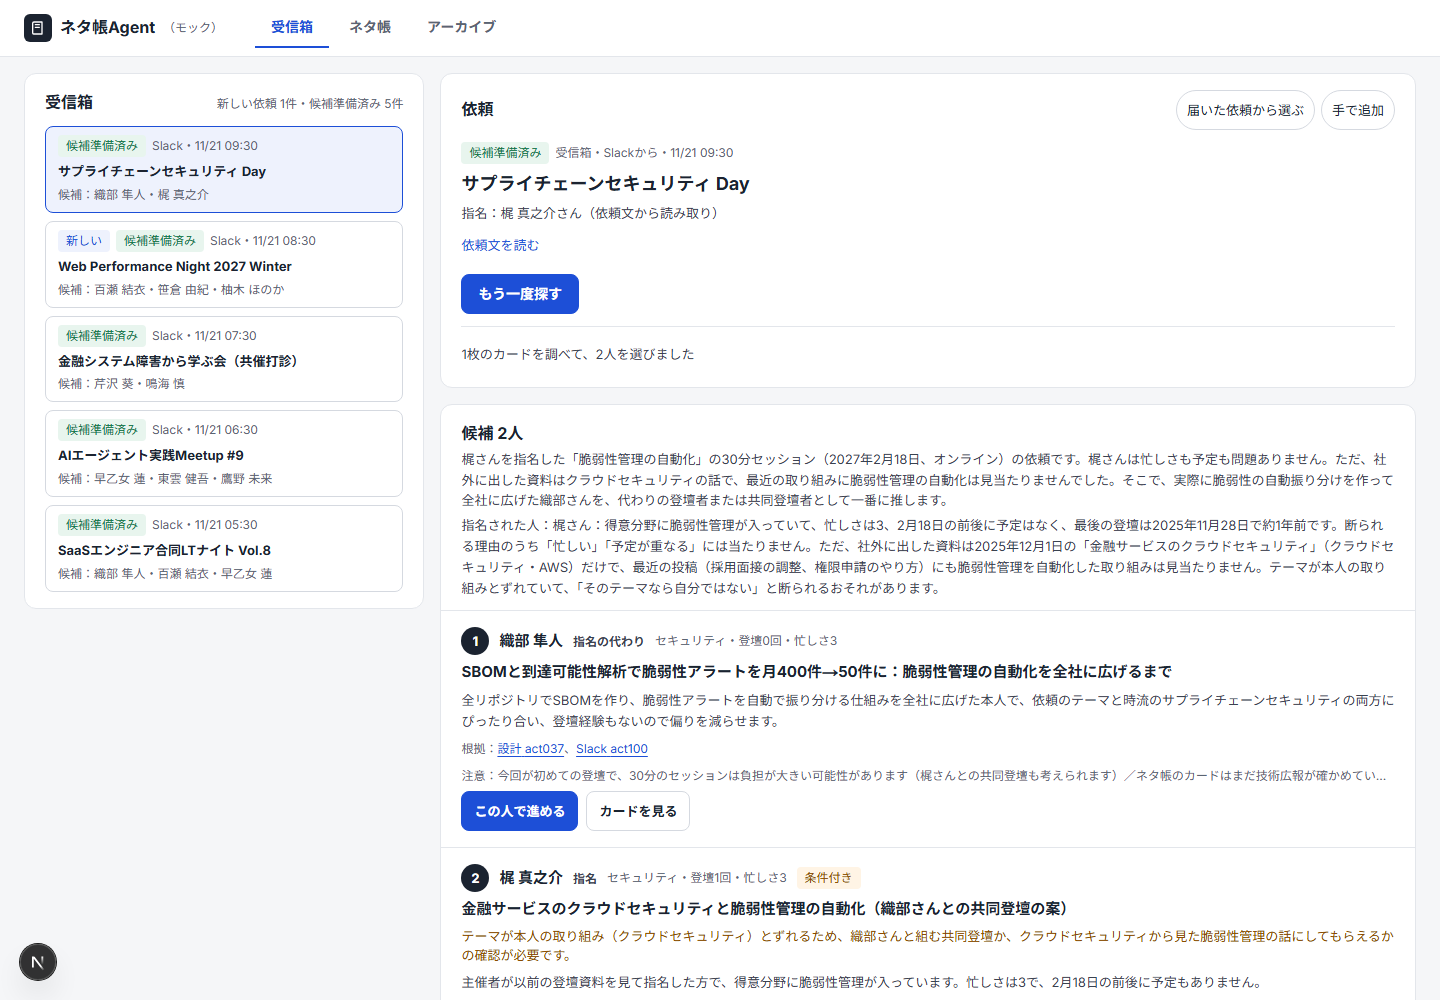 ネタ帳Agent （モック） 受信箱 ネタ帳 アーカイブ
受信箱 新しい依頼 1件・候補準備済み 5件
候補準備済み Slack・11/21 09:30
サプライチェーンセキュリティ Day
候補：織部 隼人・梶 真之介
新しい 候補準備済み Slack・11/21 08:30
Web Performance Night 2027 Winter
候補：百瀬 結衣・笹倉 由紀・柚木 ほのか
候補準備済み Slack・11/21 07:30
金融システム障害から学ぶ会（共催打診）
候補：芹沢 葵・鳴海 慎
候補準備済み Slack・11/21 06:30
AIエージェント実践Meetup #9
候補：早乙女 蓮・東雲 健吾・鷹野 未来
候補準備済み Slack・11/21 05:30
SaaSエンジニア合同LTナイト Vol.8
候補：織部 隼人・百瀬 結衣・早乙女 蓮
依頼 届いた依頼から選ぶ 手で追加
候補準備済み 受信箱・Slackから・11/21 09:30
サプライチェーンセキュリティ Day
指名：梶 真之介さん（依頼文から読み取り）
依頼文を読む
もう一度探す
1枚のカードを調べて、2人を選びました
候補 2人
梶さんを指名した「脆弱性管理の自動化」の30分セッション（2027年2月18日、オンライン）の依頼です。梶さんは忙しさも予定も問題ありません。ただ、社
外に出した資料はクラウドセキュリティの話で、最近の取り組みに脆弱性管理の自動化は見当たりませんでした。そこで、実際に脆弱性の自動振り分けを作って
全社に広げた織部さんを、代わりの登壇者または共同登壇者として一番に推します。
指名された人：梶さん：得意分野に脆弱性管理が入っていて、忙しさは3、2月18日の前後に予定はなく、最後の登壇は2025年11月28日で約1年前です。断られ
る理由のうち「忙しい」「予定が重なる」には当たりません。ただ、社外に出した資料は2025年12月1日の「金融サービスのクラウドセキュリティ」（クラウドセ
キュリティ・AWS）だけで、最近の投稿（採用面接の調整、権限申請のやり方）にも脆弱性管理を自動化した取り組みは見当たりません。テーマが本人の取り
組みとずれていて、「そのテーマなら自分ではない」と断られるおそれがあります。
1 織部 隼人 指名の代わり セキュリティ・登壇0回・忙しさ3
SBOMと到達可能性解析で脆弱性アラートを月400件→50件に：脆弱性管理の自動化を全社に広げるまで
全リポジトリでSBOMを作り、脆弱性アラートを自動で振り分ける仕組みを全社に広げた本人で、依頼のテーマと時流のサプライチェーンセキュリティの両方に
ぴったり合い、登壇経験もないので偏りを減らせます。
根拠：設計 act037、Slack act100
注意：今回が初めての登壇で、30分のセッションは負担が大きい可能性があります（梶さんとの共同登壇も考えられます）／ネタ帳のカードはまだ技術広報が確かめてい…
この人で進める カードを見る
2 梶 真之介 指名 セキュリティ・登壇1回・忙しさ3 条件付き
金融サービスのクラウドセキュリティと脆弱性管理の自動化（織部さんとの共同登壇の案）
テーマが本人の取り組み（クラウドセキュリティ）とずれるため、織部さんと組む共同登壇か、クラウドセキュリティから見た脆弱性管理の話にしてもらえるか
の確認が必要です。
主催者が以前の登壇資料を見て指名した方で、得意分野に脆弱性管理が入っています。忙しさは3で、2月18日の前後に予定もありません。
N